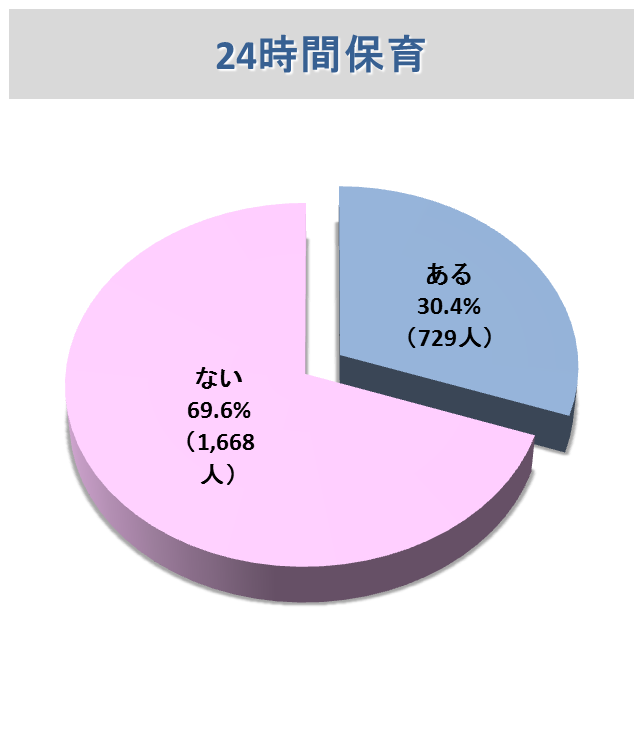 24時間保育
ある
30.4%
（729人）
ない
69.6%
（1,668
人）